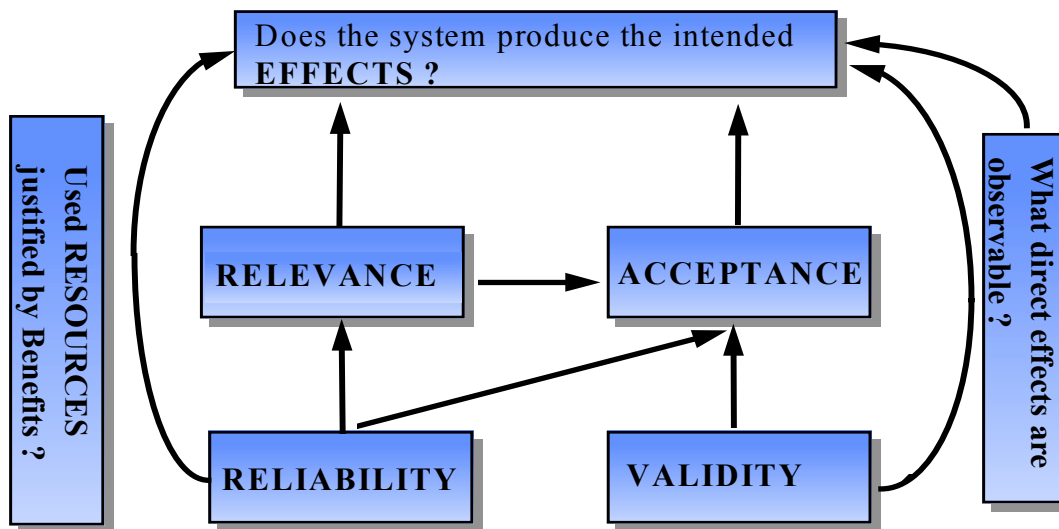 Does the system produce the intended
EFFECTS ?
Used RESOURCES
justified by Benefits ?
What direct effects are
observable ?
RELEVANCE
ACCEPTANCE
RELIABILITY
VALIDITY